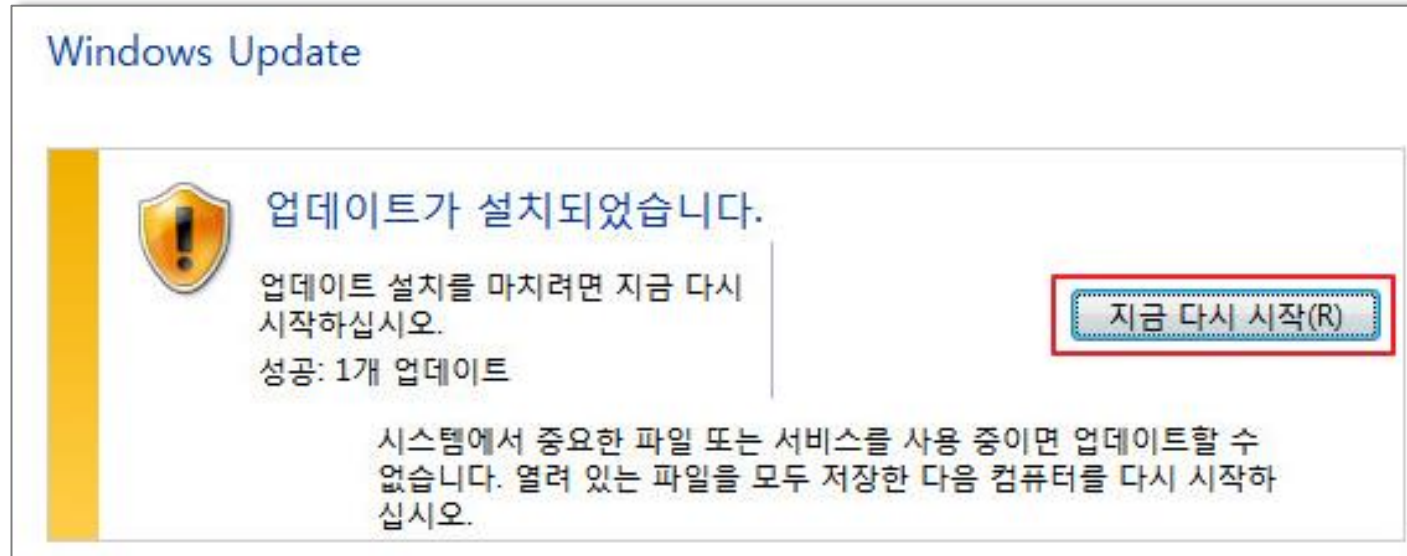 Windows Update
업데이트가 설치되었습니다.
업데이트 설치를 마치려면 지금 다시
시작하십시오.
성공: 1개 업데이트
지금 다시 시작(R)
시스템에서 중요한 파일 또는 서비스를 사용 중이면 업데이트할 수
없습니다. 열려 있는 파일을 모두 저장한 다음 컴퓨터를 다시 시작하
십시오.